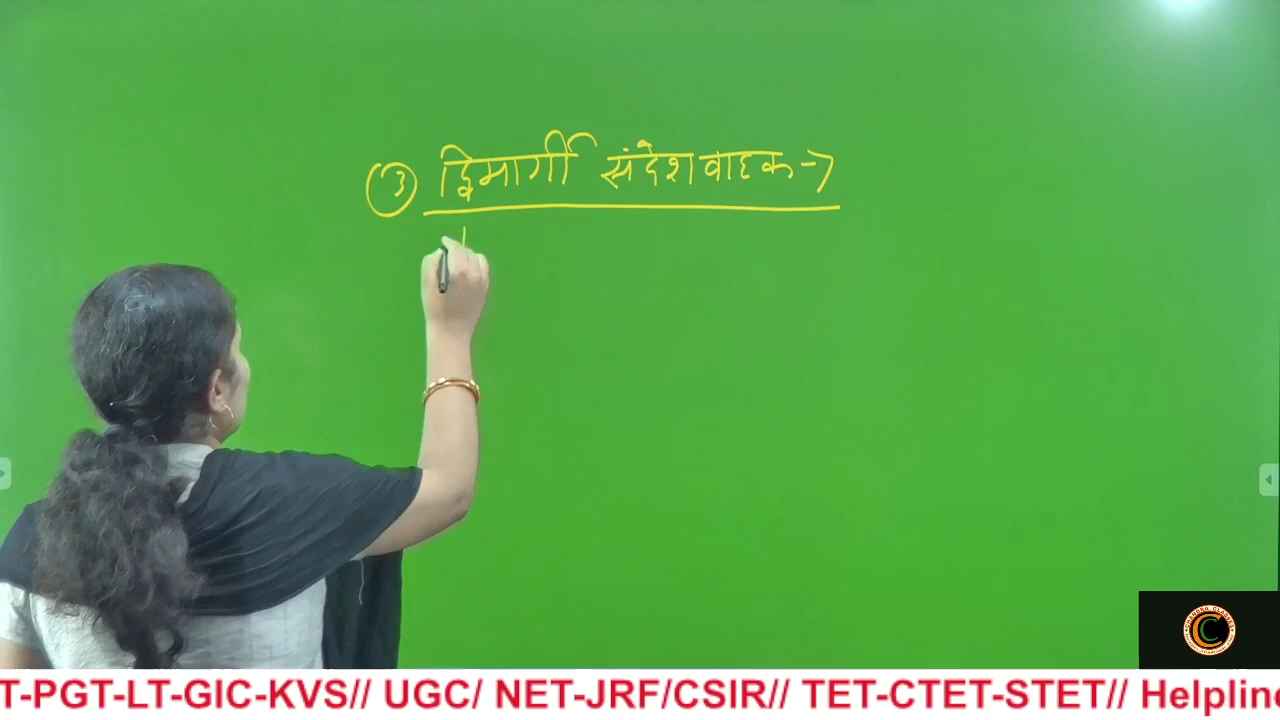 ③ द्विमार्गी संदेशवाहक →
T-PGT-LT-GIC-KVS// UGC/ NET-JRF/CSIR// TET-CTET-STET// Helpline